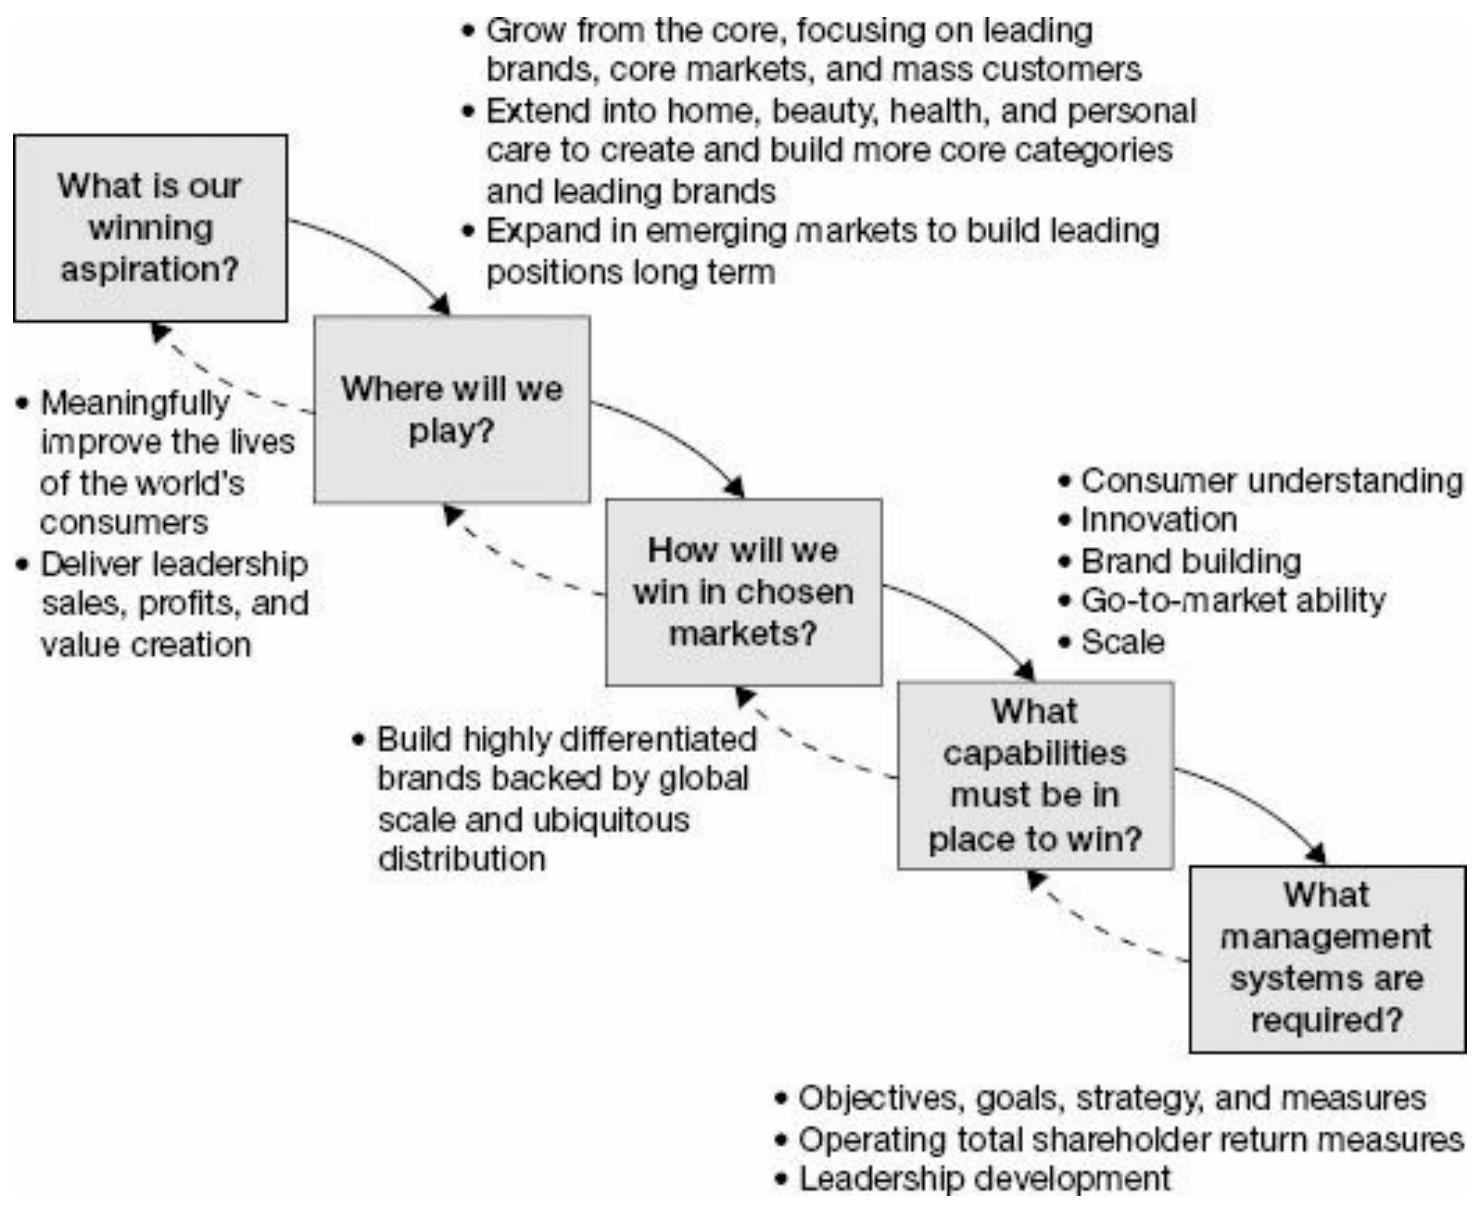 • Grow from the core, focusing on leading
brands, core markets, and mass customers
• Extend into home, beauty, health, and personal
care to create and build more core categories
and leading brands
• Expand in emerging markets to build leading
positions long term
What is our
winning
aspiration?
• Meaningfully
improve the lives
of the world's
consumers
• Deliver leadership
sales, profits, and
value creation
Where will we
play?
How will we
win in chosen
markets?
• Build highly differentiated
brands backed by global
scale and ubiquitous
distribution
• Consumer understanding
• Innovation
• Brand building
• Go-to-market ability
• Scale
What
capabilities
must be in
place to win?
What
management
systems are
required?
• Objectives, goals, strategy, and measures
• Operating total shareholder return measures
• Leadership development